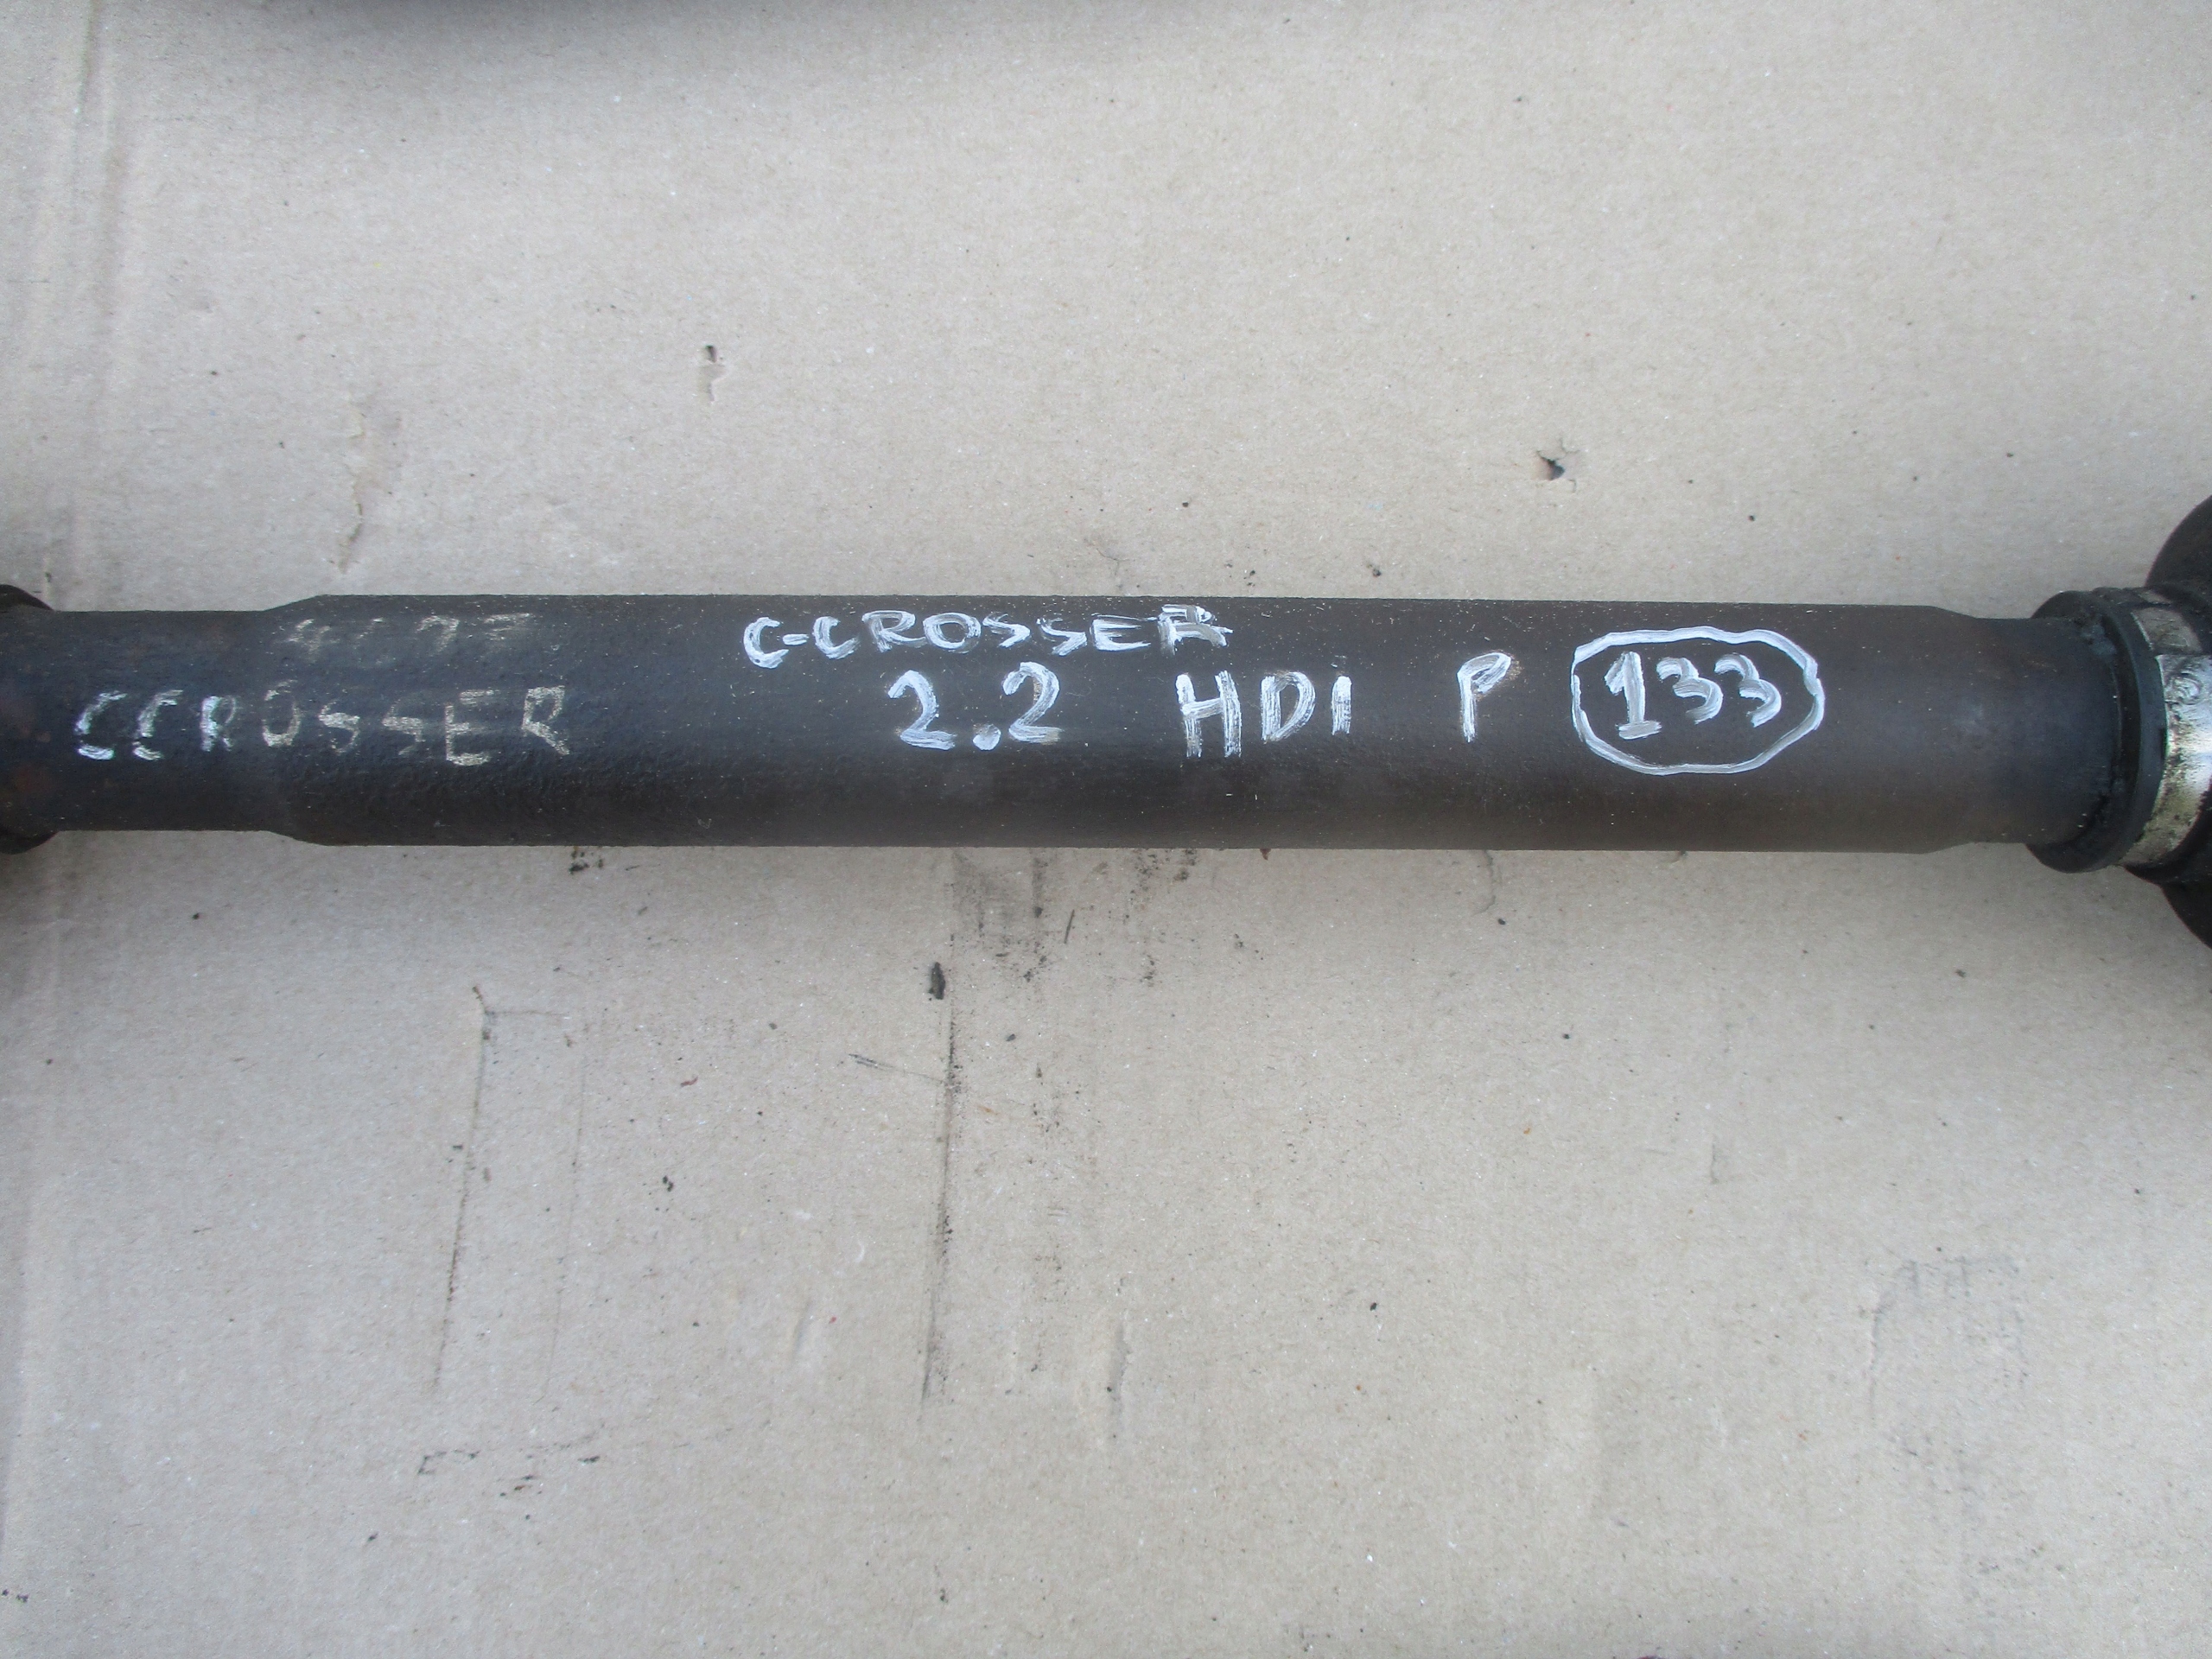 C-CROSSER
CCROSSER 2.2 HDI P 133